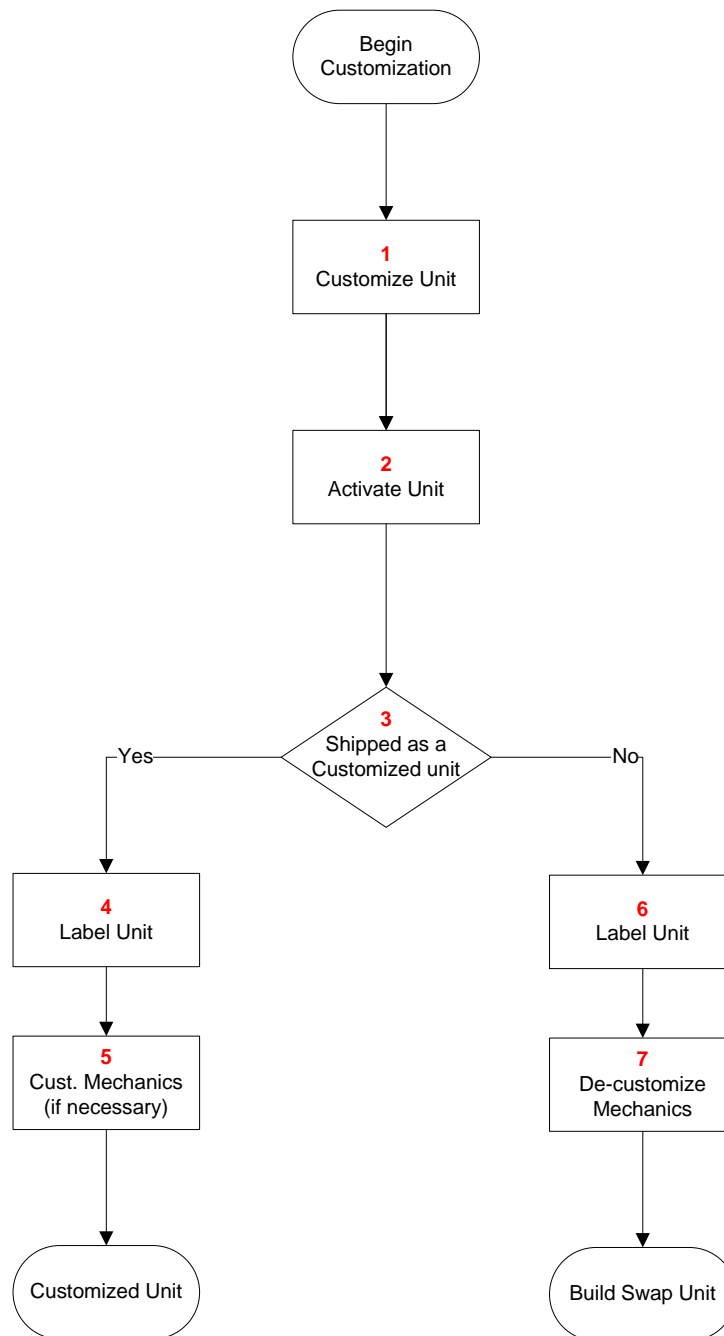 Begin
Customization
1
Customize Unit
2
Activate Unit
3
Shipped as a
Customized unit
Yes
No
4
Label Unit
6
Label Unit
5
Cust. Mechanics
(if necessary)
7
De-customize
Mechanics
Customized Unit
Build Swap Unit